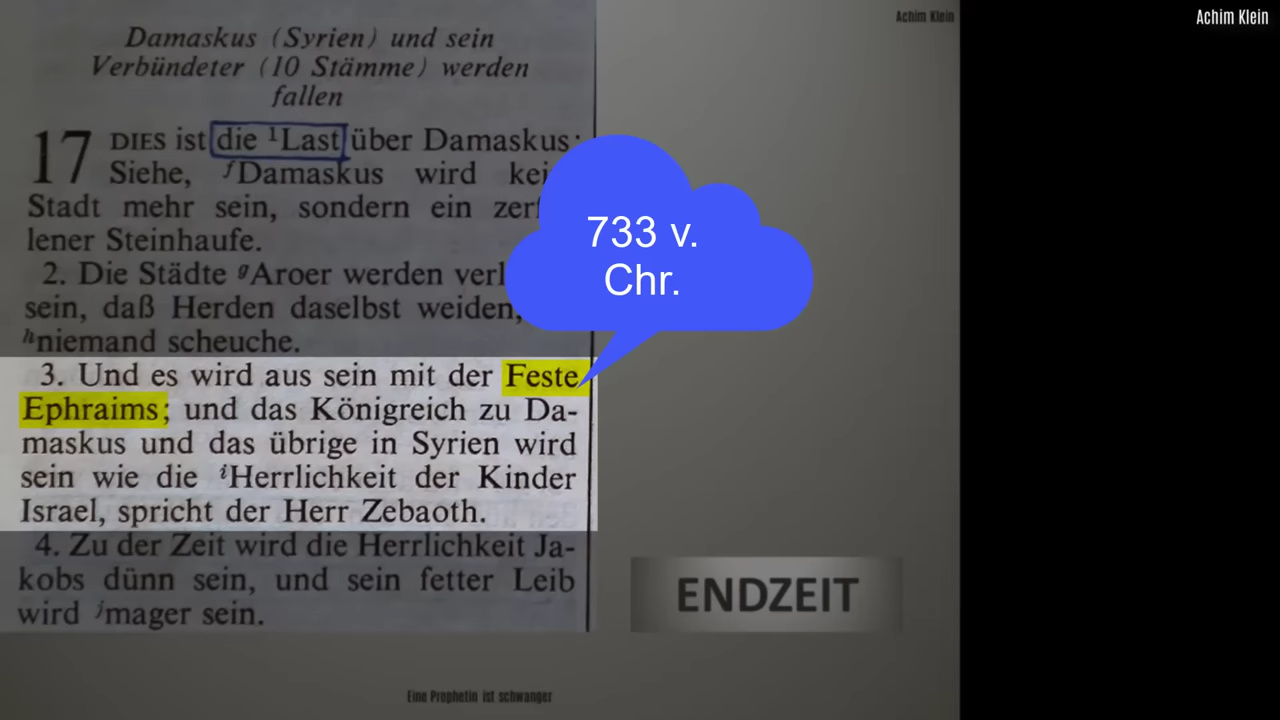 Achim Klein
Achim Klein
Damaskus (Syrien) und sein
Verbündeter (10 Stämme) werden
fallen
17 DIES ist die ¹Last über Damaskus:
Siehe, ᶠDamaskus wird
Stadt mehr sein, sondern ein
lener Steinhaufe.
2. Die Städte ᵍAroer werden
sein, daß Herden daselbst weiden,
ʰniemand scheuche.
3. Und es wird aus sein mit der Feste
Ephraims; und das Königreich zu Da-
maskus und das übrige in Syrien wird
sein wie die ⁱHerrlichkeit der Kinder
Israel, spricht der Herr Zebaoth.
4. Zu der Zeit wird die Herrlichkeit Ja-
kobs dünn sein, und sein fetter Leib
wird ʲmager sein.
733 v.
Chr.
ENDZEIT
Eine Prophetin ist schwanger